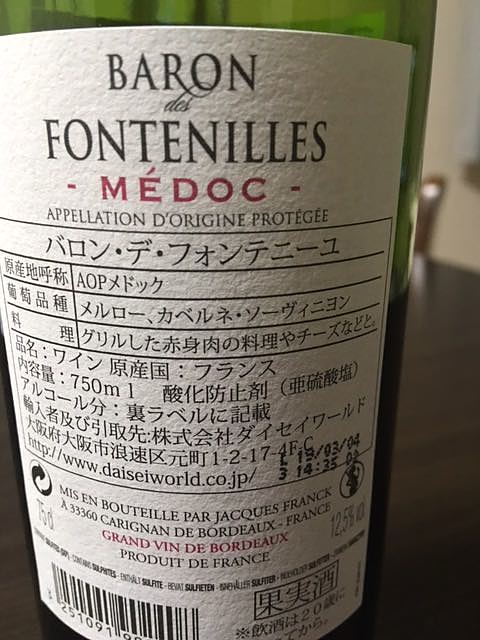 BARON
des
FONTENILLES
- MÉDOC -
APPELLATION D'ORIGINE PROTÉGÉE
バロン・デ・フォンテニーユ
原産地呼称 AOPメドック
葡萄品種 メルロー、カベルネ・ソーヴィニヨン
料理 グリルした赤身肉の料理やチーズなどと。
品名：ワイン 原産国：フランス
内容量：750ml 酸化防止剤（亜硫酸塩）
アルコール分：裏ラベルに記載
輸入者及び引取先:株式会社ダイセイワールド
大阪府大阪市浪速区元町1-2-17-4F-C
http://www.daiseiworld.co.jp/
MIS EN BOUTEILLE PAR JACQUES FRANCK
À 33360 CARIGNAN DE BORDEAUX - FRANCE
75cl
12,5% vol.
GRAND VIN DE BORDEAUX
PRODUIT DE FRANCE
- CONTAINS SULPHITES - ENTHÄLT SULFITE - BEVAT SULFIETEN - INNEHÅLLER SULFITER -
果実酒
※飲酒は20歳に
なってから。